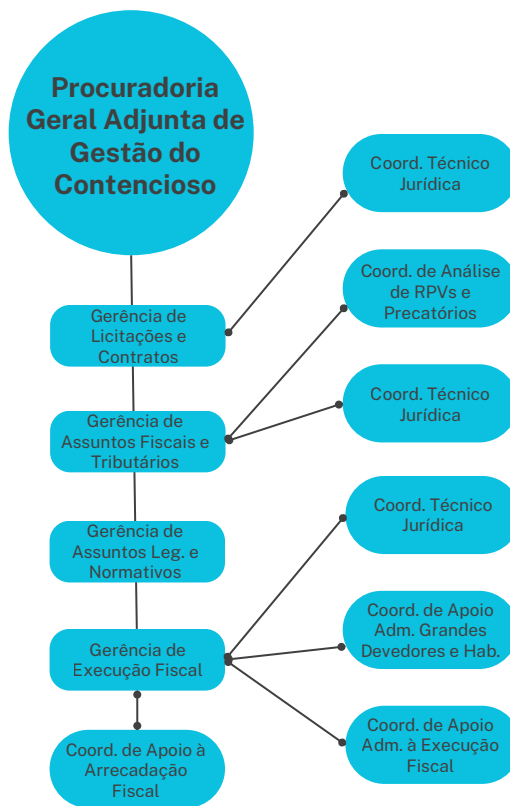 Procuradoria
Geral Adjunta de
Gestão do
Contencioso
Coord. Técnico
Jurídica
Coord. de Análise
de RPVs e
Precatórios
Gerência de
Licitações e
Contratos
Coord. Técnico
Jurídica
Gerência de
Assuntos Fiscais e
Tributários
Coord. Técnico
Jurídica
Gerência de
Assuntos Leg. e
Normativos
Coord. de Apoio
Adm. Grandes
Devedores e Hab.
Gerência de
Execução Fiscal
Coord. de Apoio
Adm. à Execução
Fiscal
Coord. de Apoio à
Arrecadação
Fiscal